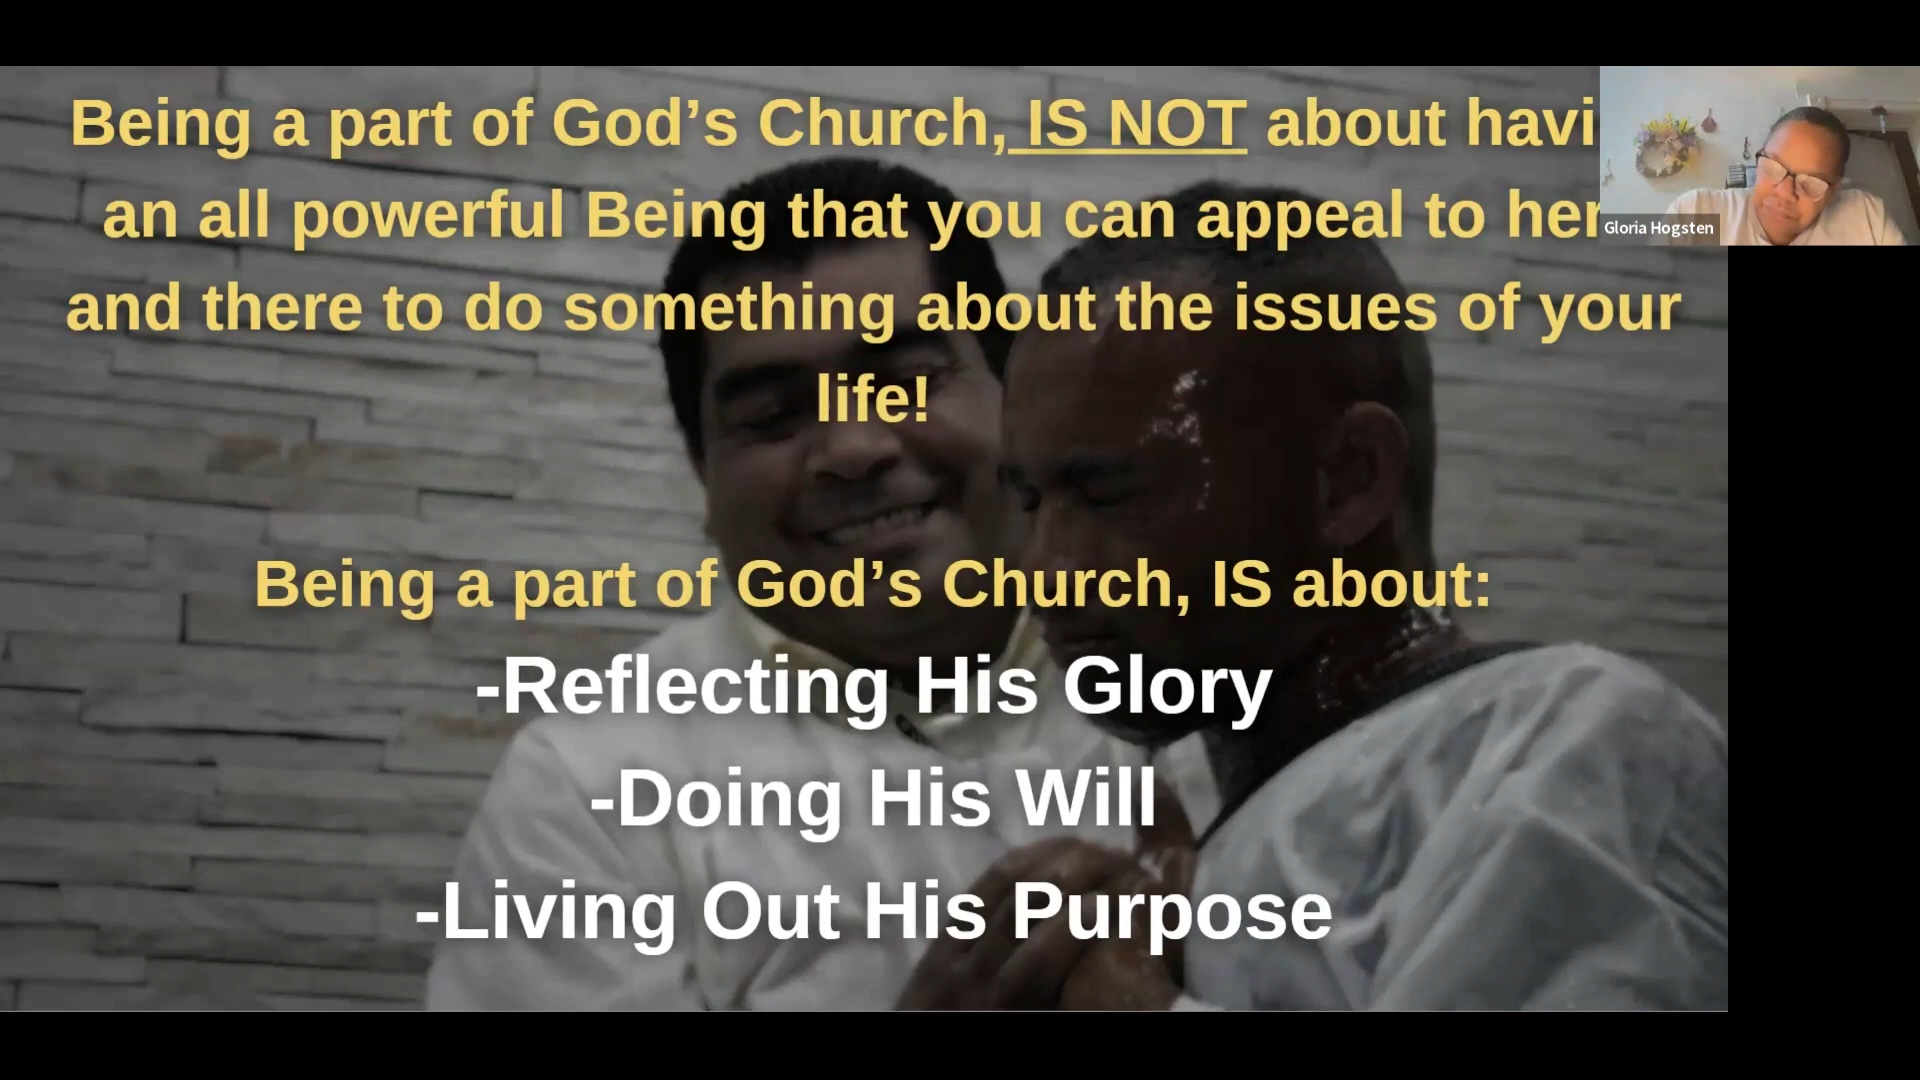 Being a part of God’s Church, IS NOT about havi
an all powerful Being that you can appeal to her
and there to do something about the issues of your
life!
Being a part of God’s Church, IS about:
-Reflecting His Glory
-Doing His Will
-Living Out His Purpose
Gloria Hogsten